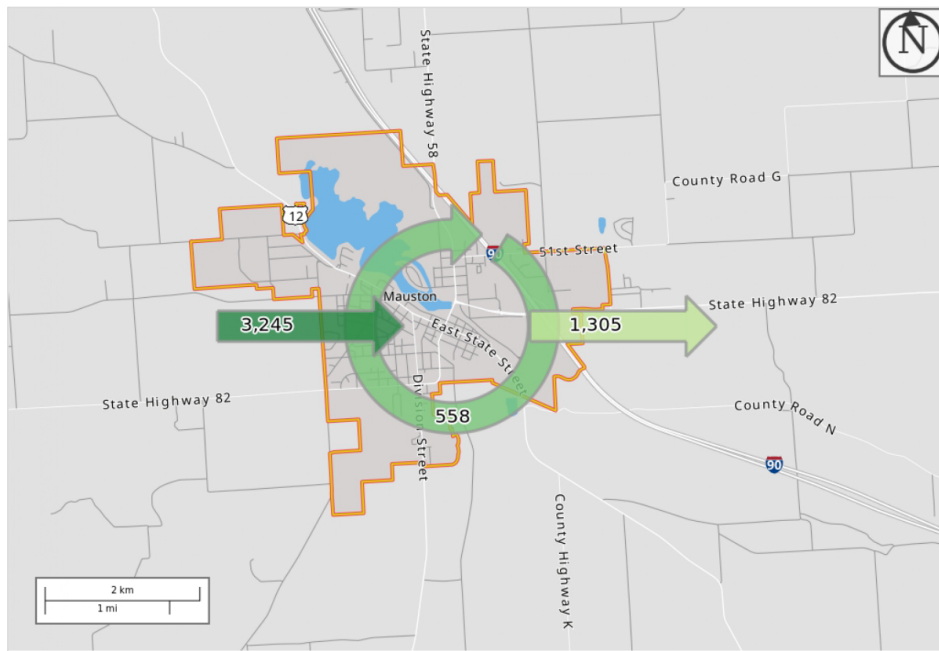 N
State Highway 58
County Road G
12
90
51st Street
Mauston
State Highway 82
3,245
1,305
East State Street
State Highway 82
Division Street
558
County Road N
90
County Highway K
2 km
1 mi